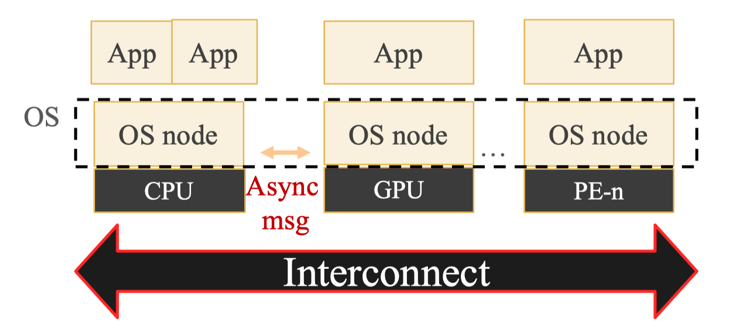 App App App App
OS
OS node OS node ... OS node
CPU Async GPU PE-n
msg
Interconnect